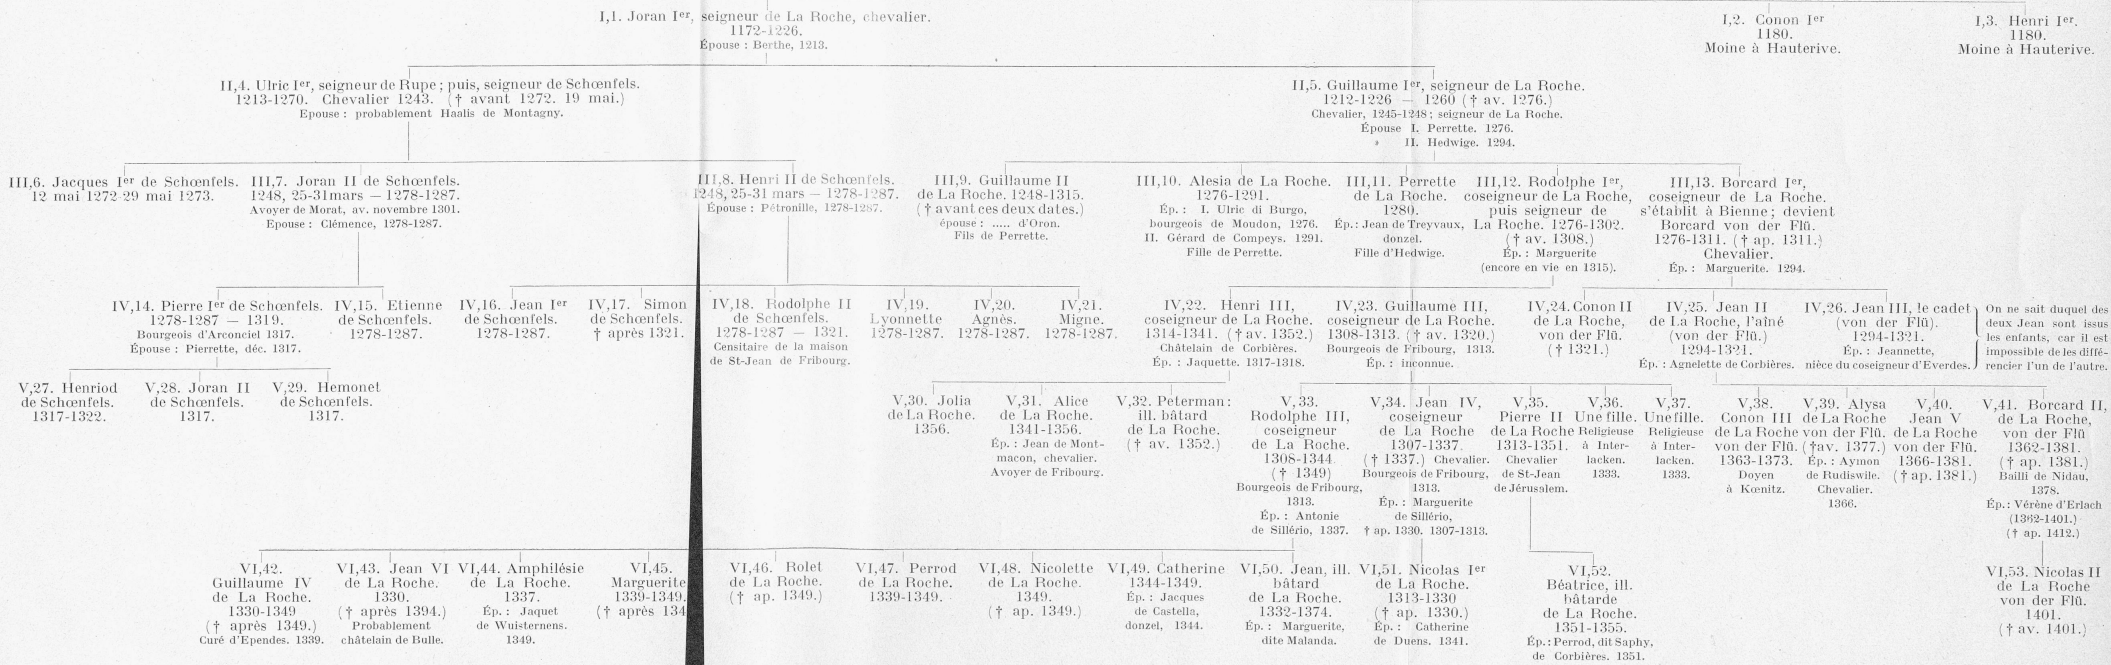 I,1. Joran Ier, seigneur de La Roche, chevalier.
1172-1226.
Épouse : Berthe, 1213.
I,2. Conon Ier
1180.
Moine à Hauterive.
I,3. Henri Ier.
1180.
Moine à Hauterive.
II,4. Ulric Ier, seigneur de Rupe ; puis, seigneur de Schœnfels.
1213-1270. Chevalier 1243. († avant 1272. 19 mai.)
Epouse : probablement Haalis de Montagny.
II,5. Guillaume Ier, seigneur de La Roche.
1212-1226 — 1260 († av. 1276.)
Chevalier, 1245-1248 ; seigneur de La Roche.
Épouse I. Perrette. 1276.
» II. Hedwige. 1294.
III,6. Jacques Ier de Schœnfels.
12 mai 1272-29 mai 1273.
III,7. Joran II de Schœnfels.
1248, 25-31 mars — 1278-1287.
Avoyer de Morat, av. novembre 1301.
Epouse : Clémence, 1278-1287.
III,8. Henri II de Schœnfels.
1248, 25-31 mars — 1278-1287.
Épouse : Pétronille, 1278-1287.
III,9. Guillaume II
de La Roche. 1248-1315.
(† avant ces deux dates.)
épouse : ..... d'Oron.
Fils de Perrette.
III,10. Alesia de La Roche.
1276-1291.
Ép. : I. Ulric di Burgo,
bourgeois de Moudon, 1276.
II. Gérard de Compeys. 1291.
Fille de Perrette.
III,11. Perrette
de La Roche.
1280.
Ép. : Jean de Treyvaux,
donzel.
Fille d'Hedwige.
III,12. Rodolphe Ier,
coseigneur de La Roche,
puis seigneur de
La Roche. 1276-1302.
(† av. 1308.)
Ép. : Marguerite
(encore en vie en 1315).
III,13. Borcard Ier,
coseigneur de La Roche.
s'établit à Bienne ; devient
Borcard von der Flū.
1276-1311. († ap. 1311.)
Chevalier.
Ép. : Marguerite. 1294.
IV,14. Pierre Ier de Schœnfels.
1278-1287 — 1319.
Bourgeois d'Arconciel 1317.
Épouse : Pierrette, déc. 1317.
IV,15. Etienne
de Schœnfels.
1278-1287.
IV,16. Jean Ier
de Schœnfels.
1278-1287.
IV,17. Simon
de Schœnfels.
† après 1321.
IV,18. Rodolphe II
de Schœnfels.
1278-1287 — 1321.
Censitaire de la maison
de St-Jean de Fribourg.
IV,19.
Lyonnette
1278-1287.
IV,20.
Agnès.
1278-1287.
IV,21.
Migne.
1278-1287.
IV,22. Henri III,
coseigneur de La Roche.
1314-1341. († av. 1352.)
Châtelain de Corbières.
Ép. : Jaquette. 1317-1318.
IV,23. Guillaume III,
coseigneur de La Roche.
1308-1313. († av. 1320.)
Bourgeois de Fribourg, 1313.
Ép. : inconnue.
IV,24. Conon II
de La Roche,
von der Flū.
(† 1321.)
IV,25. Jean II
de La Roche, l'aîné
(von der Flū.)
1294-1321.
Ép. : Agnelette de Corbières.
IV,26. Jean III, le cadet
(von der Flū).
1294-1321.
Ép. : Jeannette,
nièce du coseigneur d'Everdes.
On ne sait duquel des
deux Jean sont issus
les enfants, car il est
impossible de les diffé-
rencier l'un de l'autre.
V,27. Henriod
de Schœnfels.
1317-1322.
V,28. Joran II
de Schœnfels.
1317.
V,29. Hemonet
de Schœnfels.
1317.
V,30. Jolia
de La Roche.
1356.
V,31. Alice
de La Roche.
1341-1356.
Ép. : Jean de Mont-
macon, chevalier.
Avoyer de Fribourg.
V,32. Peterman :
ill. bâtard
de La Roche.
(† av. 1352.)
V,33.
Rodolphe III,
coseigneur
de La Roche.
1308-1344
(† 1349)
Bourgeois de Fribourg,
1313.
Ép. : Antonie
de Sillério, 1337.
V,34. Jean IV,
coseigneur
de La Roche
1307-1337.
(† 1337.) Chevalier.
Bourgeois de Fribourg,
1313.
Ép. : Marguerite
de Sillério,
† ap. 1330. 1307-1313.
V,35.
Pierre II
de La Roche
1313-1351.
Chevalier
de St-Jean
de Jérusalem.
V,36.
Une fille.
Religieuse
à Inter-
lacken.
1333.
V,37.
Une fille.
Religieuse
à Inter-
lacken.
1333.
V,38.
Conon III
de La Roche
von der Flū.
1363-1373.
Doyen
à Kœnitz.
V,39. Alysa
de La Roche
von der Flū.
(† av. 1377.)
Ép. : Aymon
de Rudiswile.
Chevalier.
1366.
V,40.
Jean V
de La Roche
von der Flū.
1366-1381.
(† ap. 1381.)
V,41. Borcard II,
de La Roche,
von der Flū
1362-1381.
(† ap. 1381.)
Bailli de Nidau,
1378.
Ép. : Vérène d'Erlach
(1362-1401.)
(† ap. 1412.)
VI,42.
Guillaume IV
de La Roche.
1330-1349
(† après 1349.)
Curé d'Ependes. 1339.
VI,43. Jean VI
de La Roche.
1330.
(† après 1394.)
Probablement
châtelain de Bulle.
VI,44. Amphilésie
de La Roche.
1337.
Ép. : Jaquet
de Wuisternens.
1349.
VI,45.
Marguerite
1339-1349.
(† après 134
VI,46. Rolet
de La Roche.
(† ap. 1349.)
VI,47. Perrod
de La Roche.
1339-1349.
VI,48. Nicolette
de La Roche.
1349.
(† ap. 1349.)
VI,49. Catherine
1344-1349.
Ép. : Jacques
de Castella,
donzel, 1344.
VI,50. Jean, ill.
bâtard
de La Roche.
1332-1374.
Ép. : Marguerite,
dite Malanda.
VI,51. Nicolas Ier
de La Roche.
1313-1330
(† ap. 1330.)
Ép. : Catherine
de Duens. 1341.
VI,52.
Béatrice, ill.
bâtarde
de La Roche.
1351-1355.
Ép. : Perrod, dit Saphy,
de Corbières. 1351.
VI,53. Nicolas II
de La Roche
von der Flū.
1401.
(† av. 1401.)